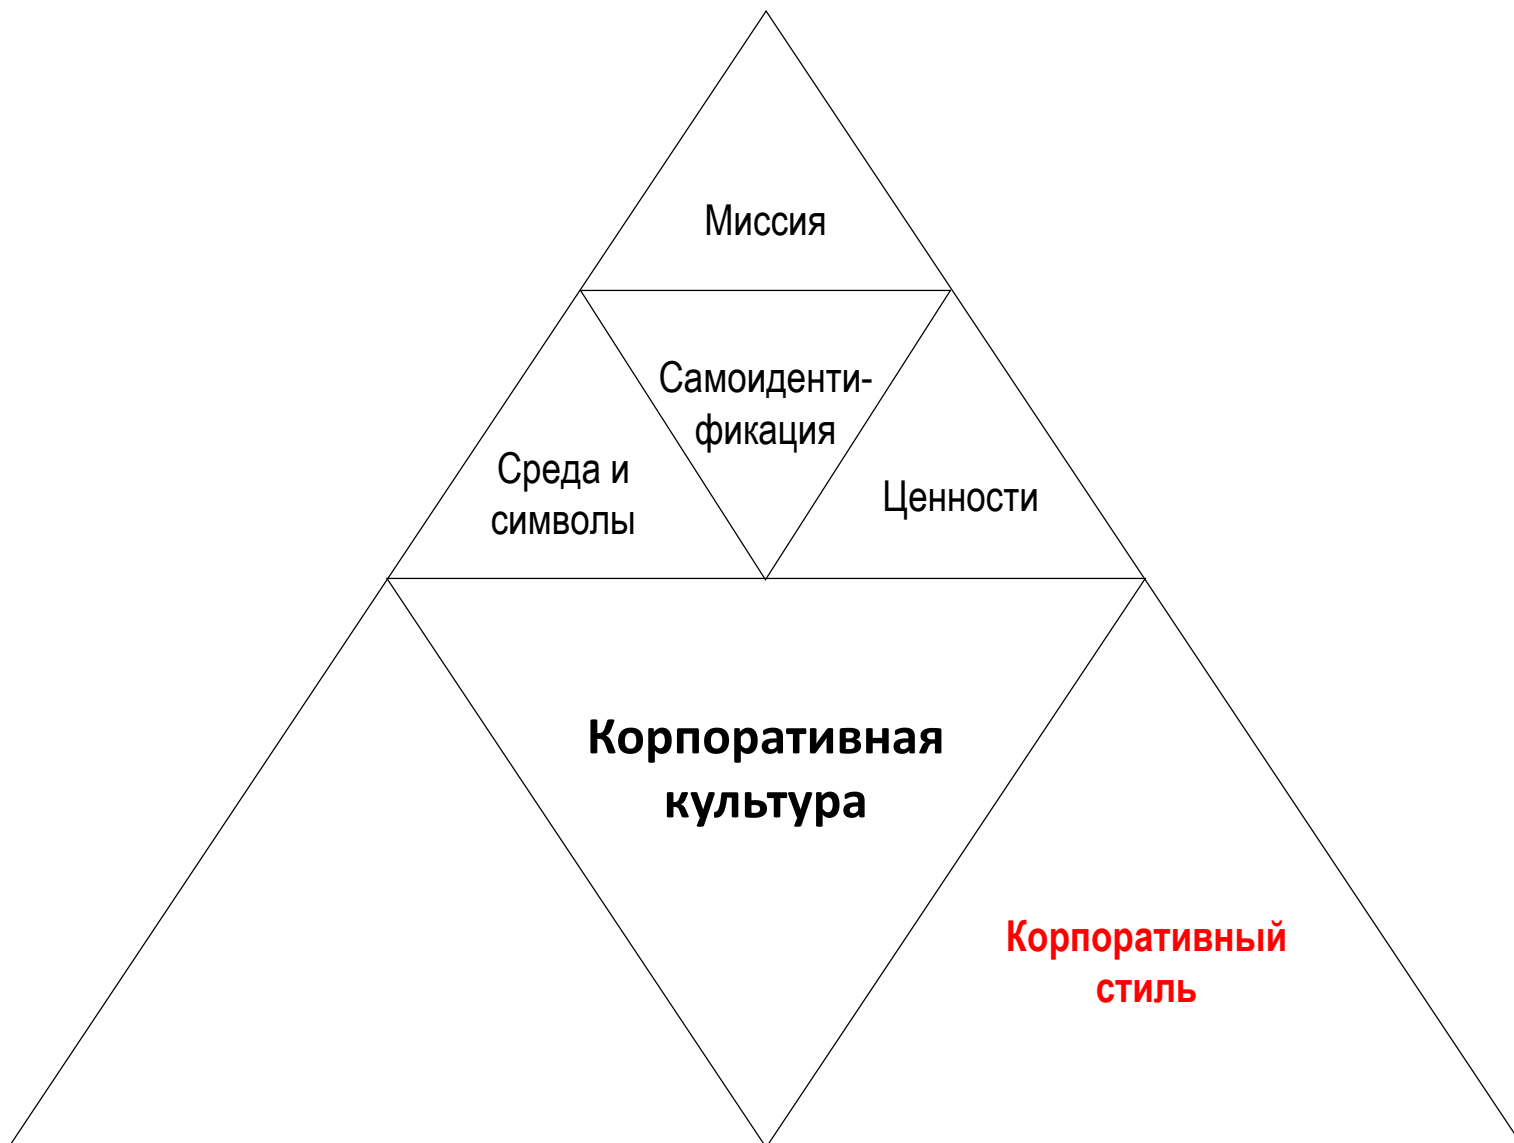 Миссия
Самоиденти-
фикация
Среда и
символы
Ценности
Корпоративная
культура
Корпоративный
стиль